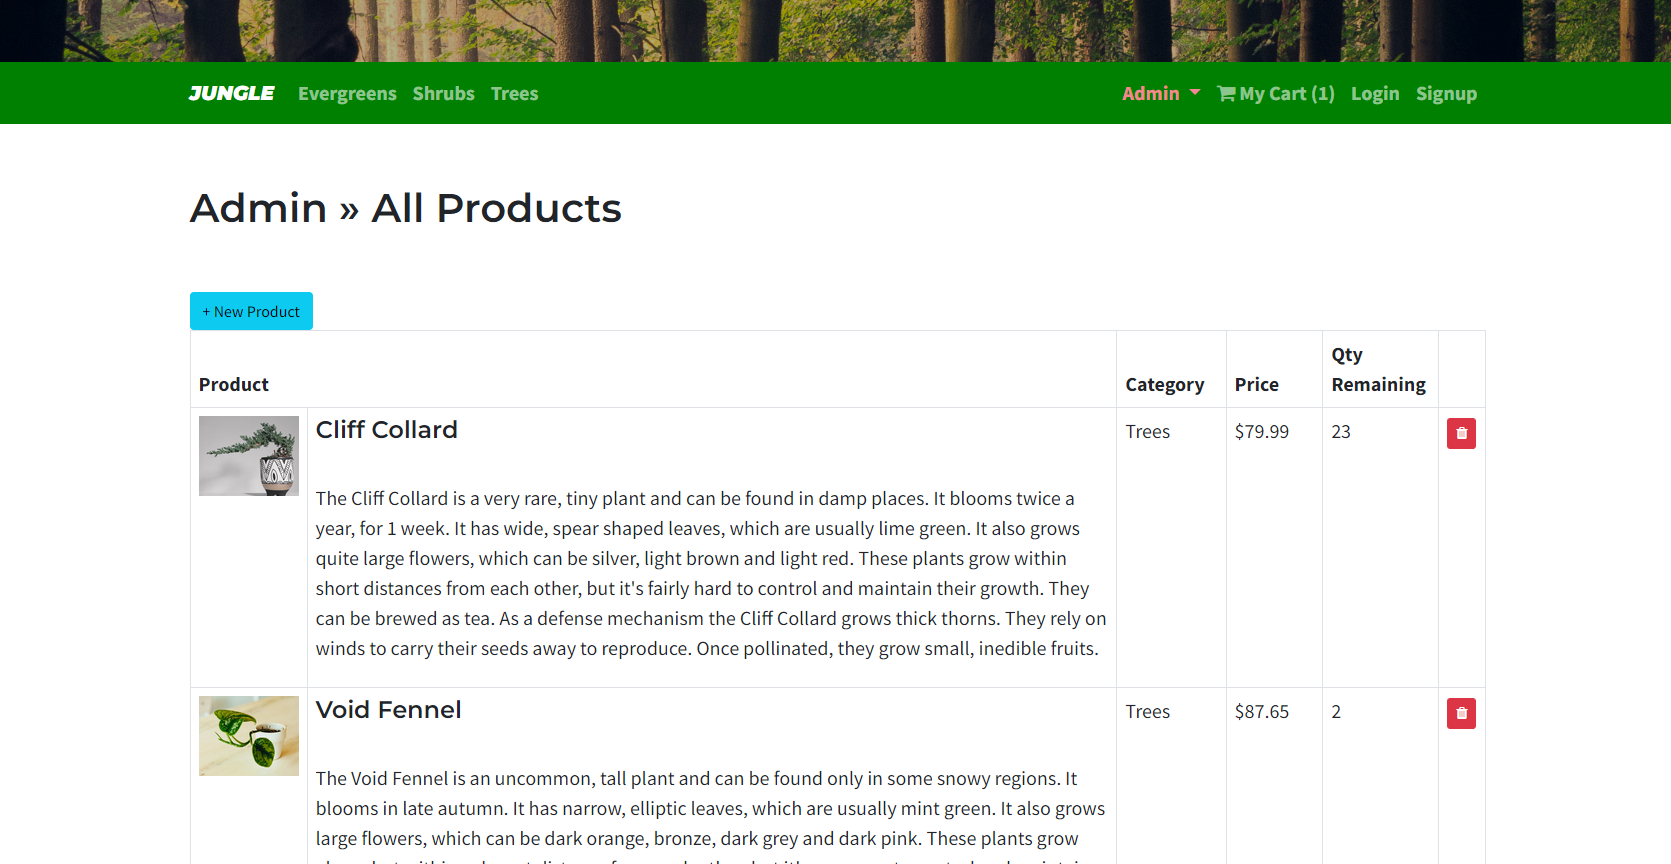 JUNGLE Evergreens Shrubs Trees Admin My Cart (1) Login Signup
Admin » All Products
+ New Product
Product Category Price Qty Remaining
Cliff Collard Trees $79.99 23
The Cliff Collard is a very rare, tiny plant and can be found in damp places. It blooms twice a
year, for 1 week. It has wide, spear shaped leaves, which are usually lime green. It also grows
quite large flowers, which can be silver, light brown and light red. These plants grow within
short distances from each other, but it's fairly hard to control and maintain their growth. They
can be brewed as tea. As a defense mechanism the Cliff Collard grows thick thorns. They rely on
winds to carry their seeds away to reproduce. Once pollinated, they grow small, inedible fruits.
Void Fennel Trees $87.65 2
The Void Fennel is an uncommon, tall plant and can be found only in some snowy regions. It
blooms in late autumn. It has narrow, elliptic leaves, which are usually mint green. It also grows
large flowers, which can be dark orange, bronze, dark grey and dark pink. These plants grow